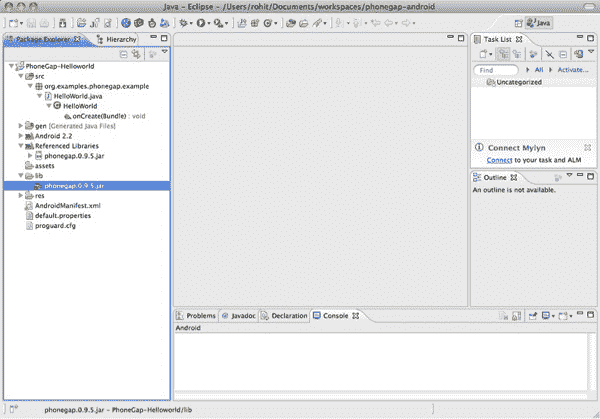 Java – Eclipse – /Users/rohit/Documents/workspaces/phonegap-android
Java
Package Explorer
Hierarchy
PhoneGap-Helloworld
src
org.examples.phonegap.example
HelloWorld.java
HelloWorld
onCreate(Bundle) : void
gen [Generated Java Files]
Android 2.2
Referenced Libraries
phonegap.0.9.5.jar
assets
lib
phonegap.0.9.5.jar
res
AndroidManifest.xml
default.properties
proguard.cfg
Task List
Find
All
Activate...
Uncategorized
Connect Mylyn
Connect to your task and ALM
Outline
An outline is not available.
Problems
Javadoc
Declaration
Console
Android
phonegap.0.9.5.jar – PhoneGap-Helloworld/lib